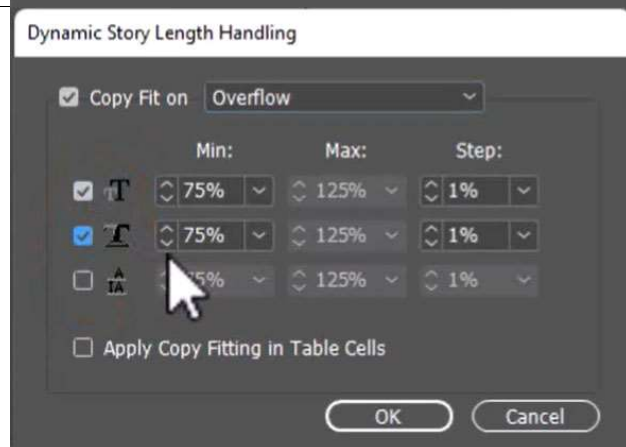 Dynamic Story Length Handling
Copy Fit on Overflow
Min: Max: Step:
75% 125% 1%
75% 125% 1%
5% 125% 1%
Apply Copy Fitting in Table Cells
OK Cancel